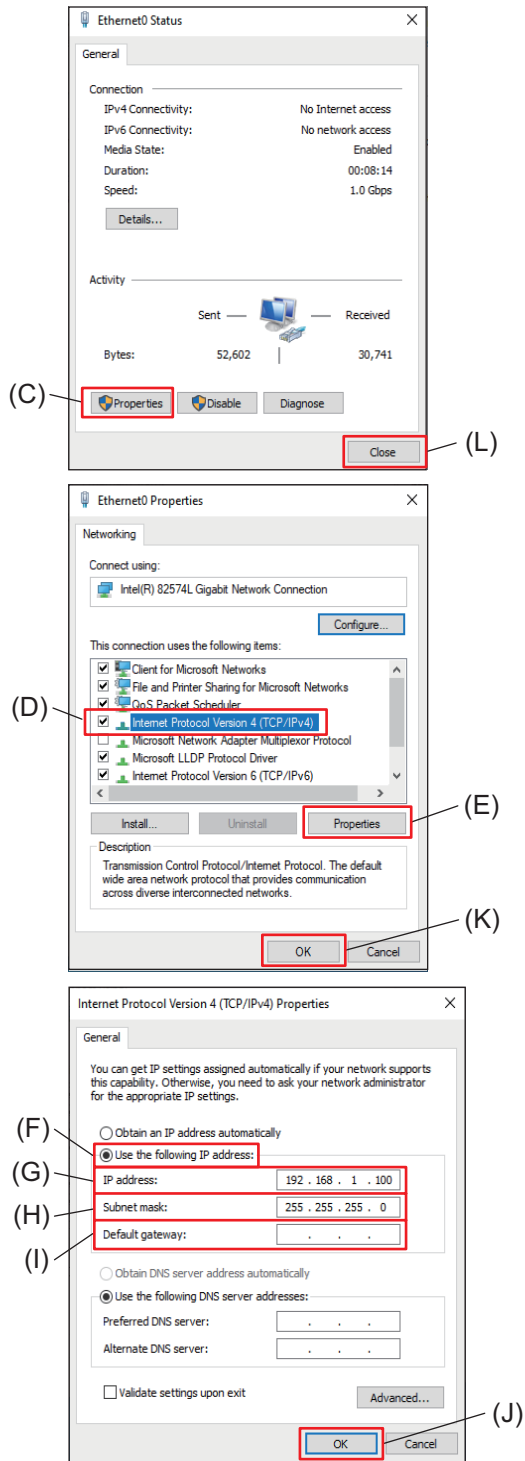 Ethernet0 Status
General
Connection
IPv4 Connectivity: No Internet access
IPv6 Connectivity: No network access
Media State: Enabled
Duration: 00:08:14
Speed: 1.0 Gbps
Details...
Activity
Sent Received
Bytes: 52,602 30,741
(C) Properties Disable Diagnose
Close (L)
Ethernet0 Properties
Networking
Connect using:
Intel(R) 82574L Gigabit Network Connection
Configure...
This connection uses the following items:
Client for Microsoft Networks
File and Printer Sharing for Microsoft Networks
QoS Packet Scheduler
(D) Internet Protocol Version 4 (TCP/IPv4)
Microsoft Network Adapter Multiplexor Protocol
Microsoft LLDP Protocol Driver
Internet Protocol Version 6 (TCP/IPv6)
Install... Uninstall Properties (E)
Description
Transmission Control Protocol/Internet Protocol. The default
wide area network protocol that provides communication
across diverse interconnected networks.
(K)
OK Cancel
Internet Protocol Version 4 (TCP/IPv4) Properties
General
You can get IP settings assigned automatically if your network supports
this capability. Otherwise, you need to ask your network administrator
for the appropriate IP settings.
Obtain an IP address automatically
(F) Use the following IP address:
(G) IP address: 192 . 168 . 1 . 100
(H) Subnet mask: 255 . 255 . 255 . 0
(I) Default gateway: . . .
Obtain DNS server address automatically
Use the following DNS server addresses:
Preferred DNS server: . . .
Alternate DNS server: . . .
Validate settings upon exit Advanced...
(J)
OK Cancel